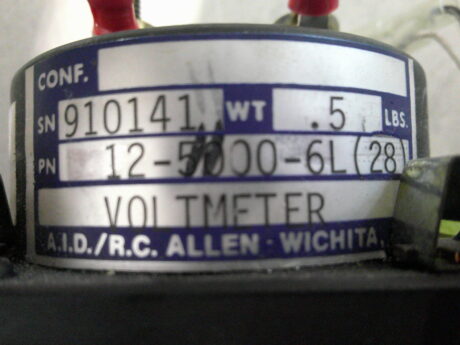 CONF.
SN 910141 WT .5 LBS.
PN 12-5000-6L(28)
VOLTMETER
A.I.D./R.C. ALLEN · WICHITA,